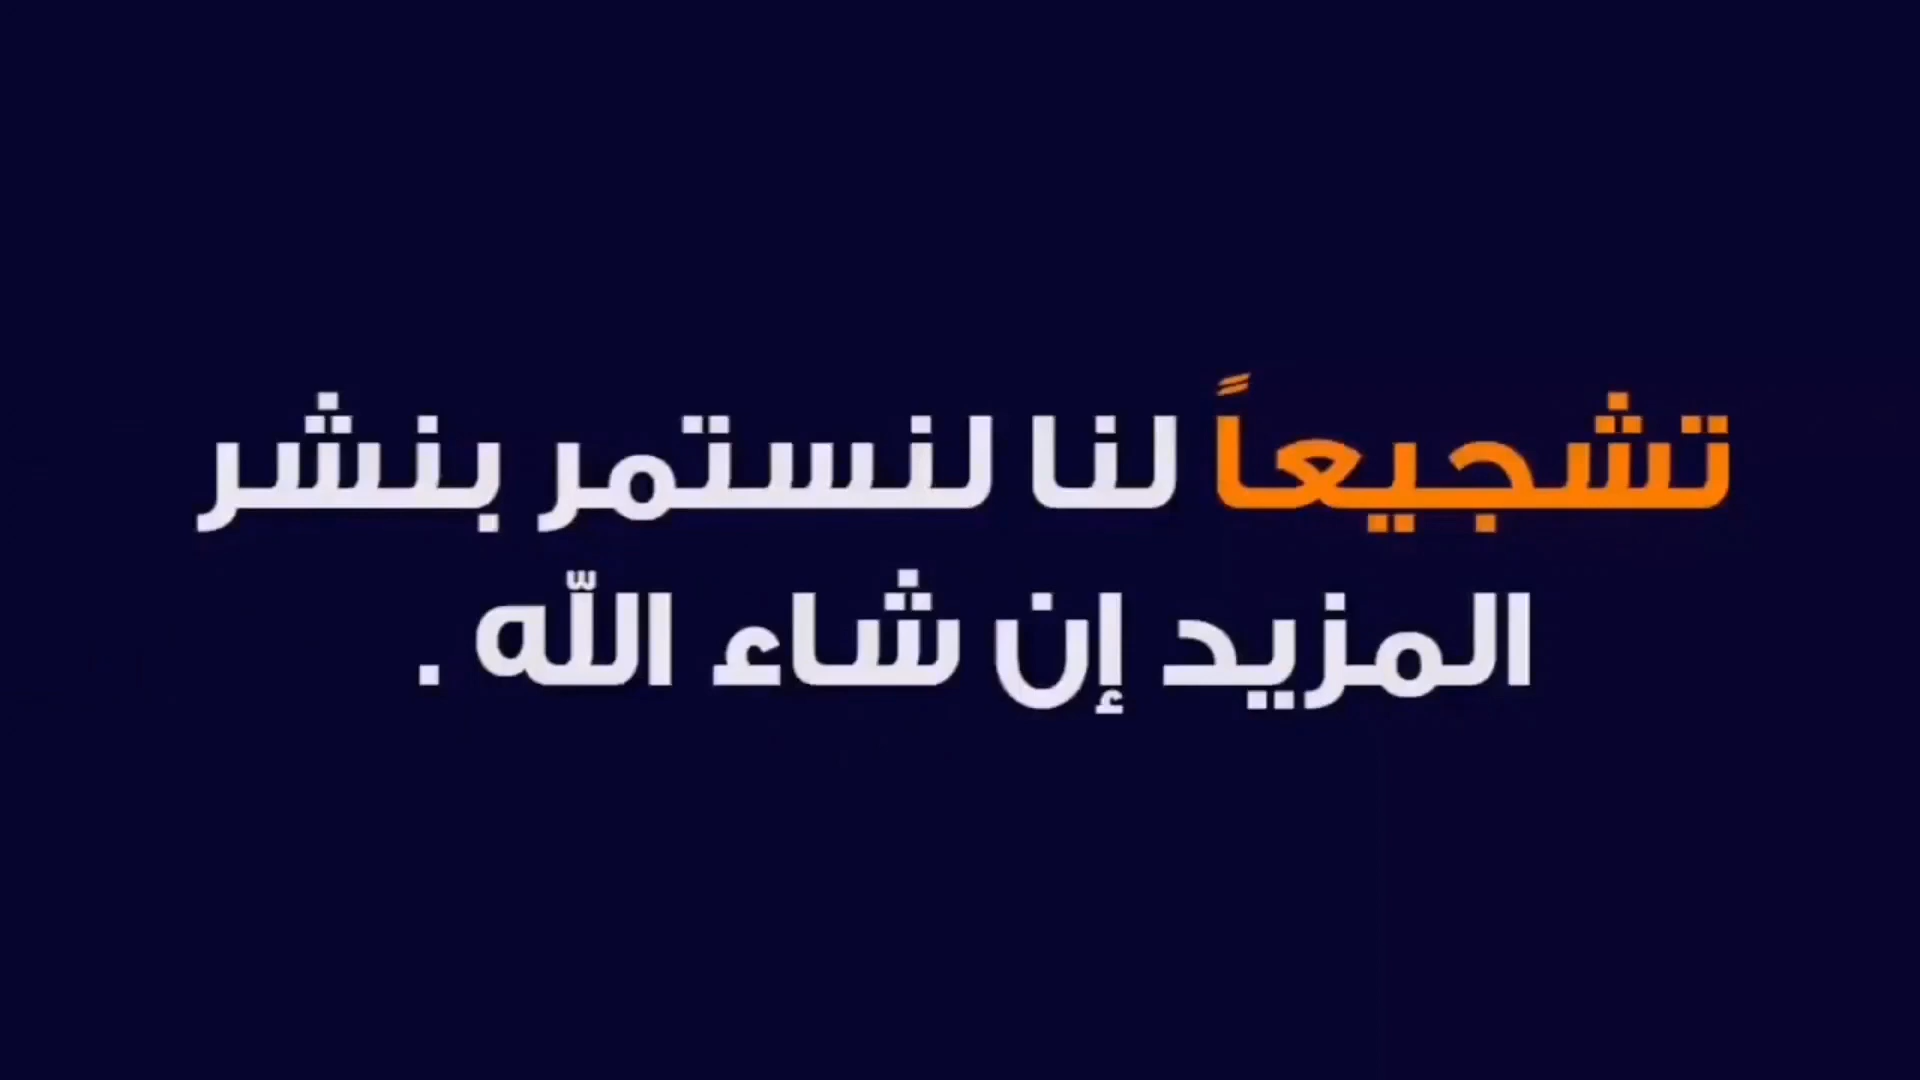 تشجيعاً لنا لنستمر بنشر
المزيد إن شاء اللّه .